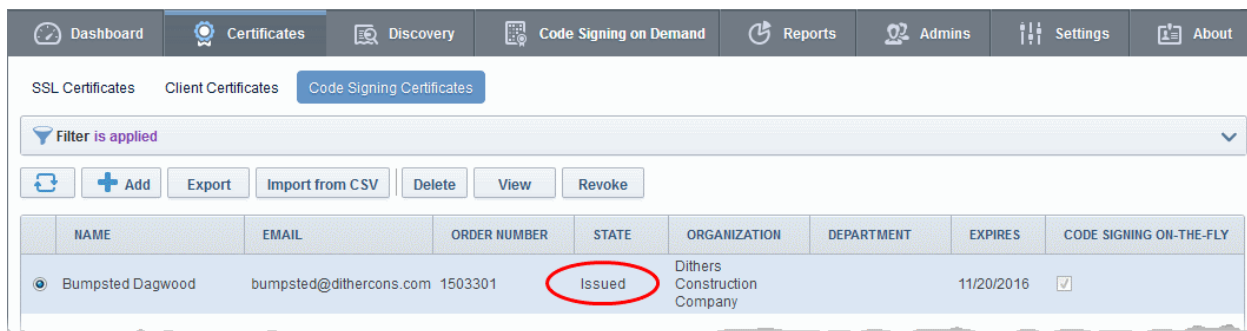 Dashboard Certificates Discovery Code Signing on Demand Reports Admins Settings About
SSL Certificates Client Certificates Code Signing Certificates
Filter is applied
Add Export Import from CSV Delete View Revoke
NAME EMAIL ORDER NUMBER STATE ORGANIZATION DEPARTMENT EXPIRES CODE SIGNING ON-THE-FLY
Bumpsted Dagwood bumpsted@dithercons.com 1503301 Issued Dithers Construction Company 11/20/2016